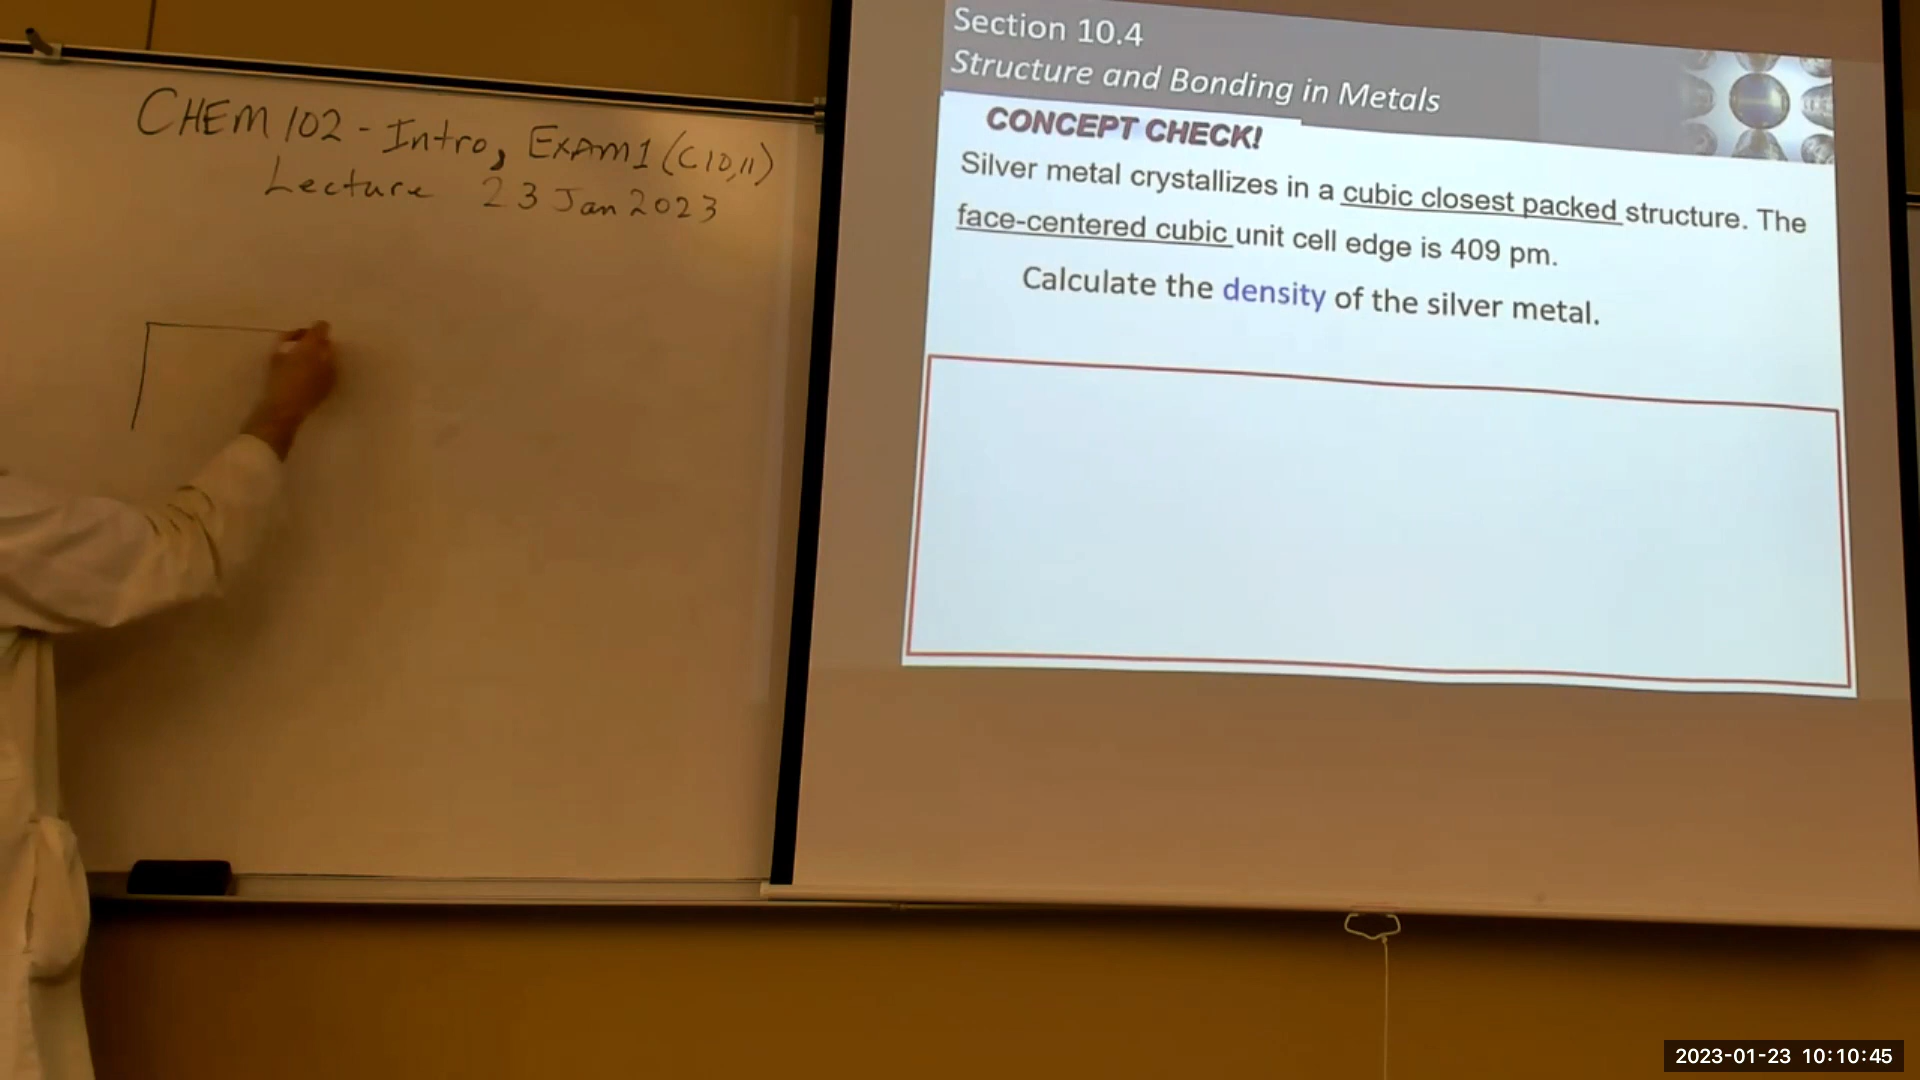 CHEM 102 - Intro, EXAM 1 (C10,11)
Lecture 23 Jan 2023
Section 10.4
Structure and Bonding in Metals
CONCEPT CHECK!
Silver metal crystallizes in a cubic closest packed structure. The
face-centered cubic unit cell edge is 409 pm.
Calculate the density of the silver metal.
2023-01-23 10:10:45